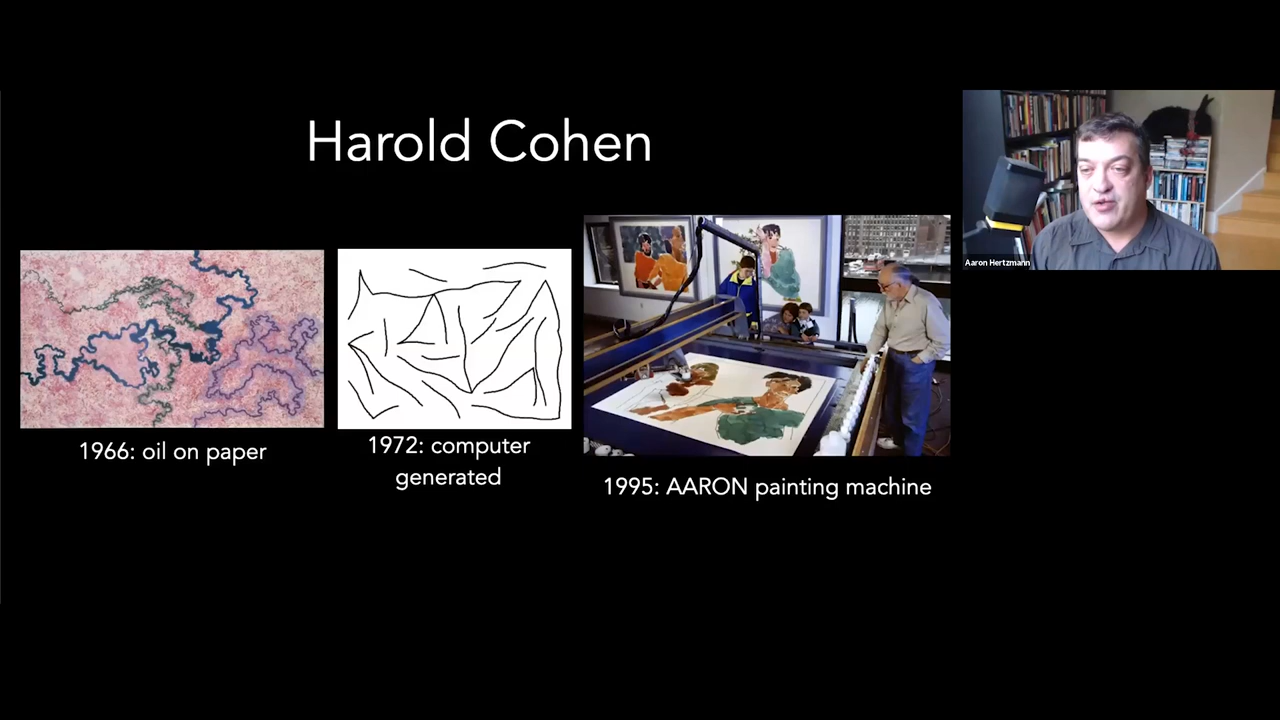 Harold Cohen
Aaron Hertzmann
1966: oil on paper
1972: computer
generated
1995: AARON painting machine